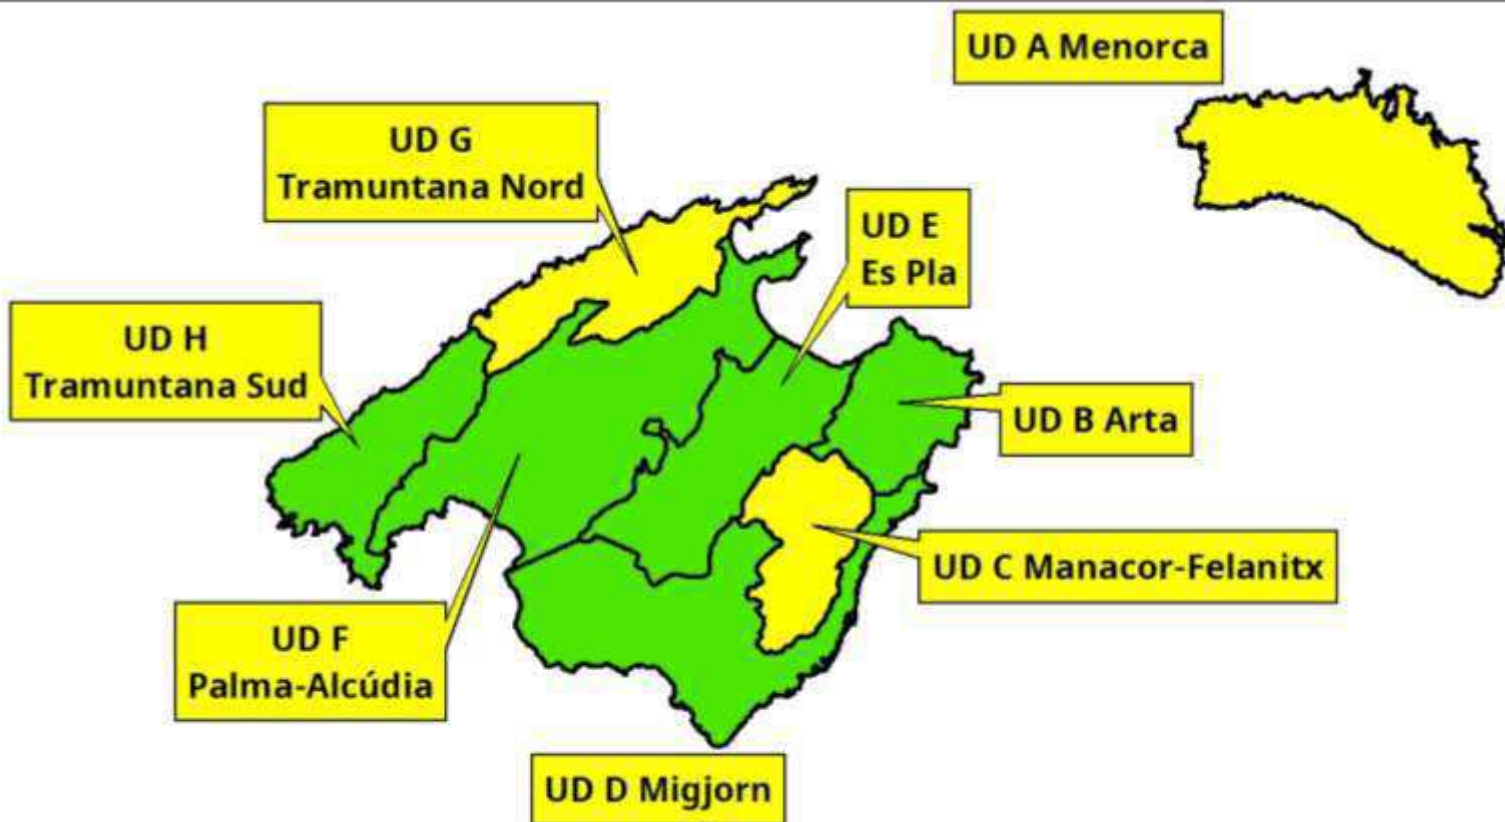 UD A Menorca
UD G
Tramuntana Nord
UD E
Es Pla
UD H
Tramuntana Sud
UD B Arta
UD C Manacor-Felanitx
UD F
Palma-Alcúdia
UD D Migjorn